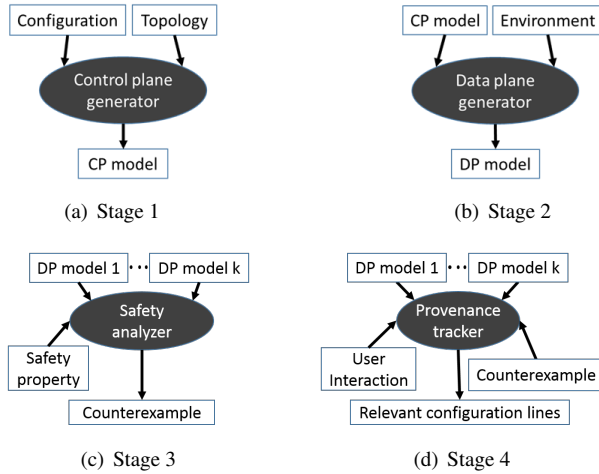 Configuration
Topology
Control plane
generator
CP model
(a) Stage 1
CP model
Environment
Data plane
generator
DP model
(b) Stage 2
DP model 1 ··· DP model k
Safety
analyzer
Safety
property
Counterexample
(c) Stage 3
DP model 1 ··· DP model k
Provenance
tracker
User
Interaction
Counterexample
Relevant configuration lines
(d) Stage 4